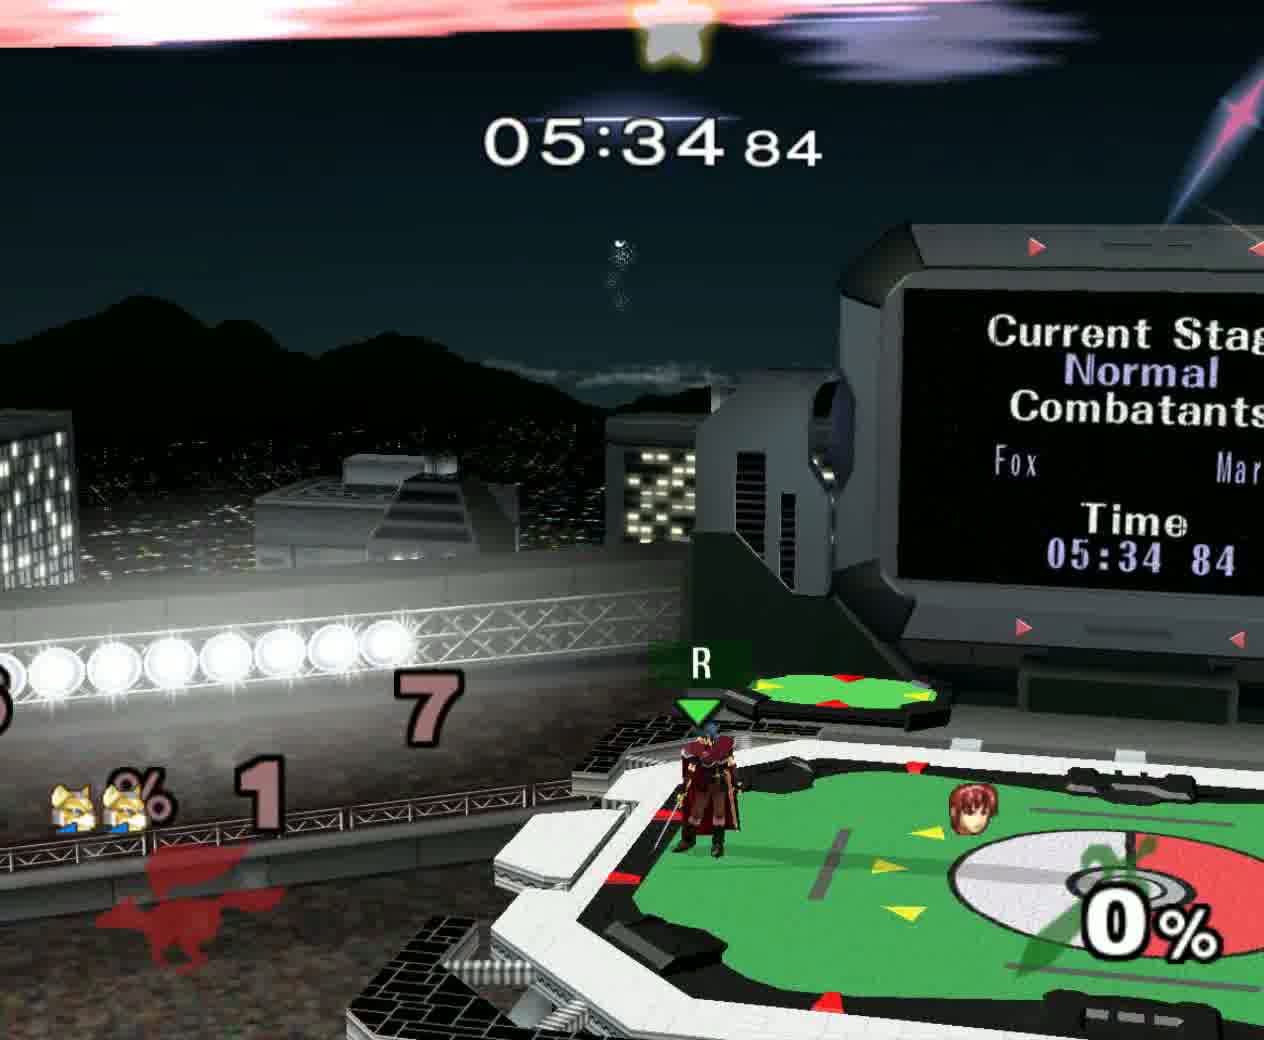 05:34 84
Current Stag
Normal
Combatants
Fox Mar
Time
05:34 84
R
7
% 1
0%